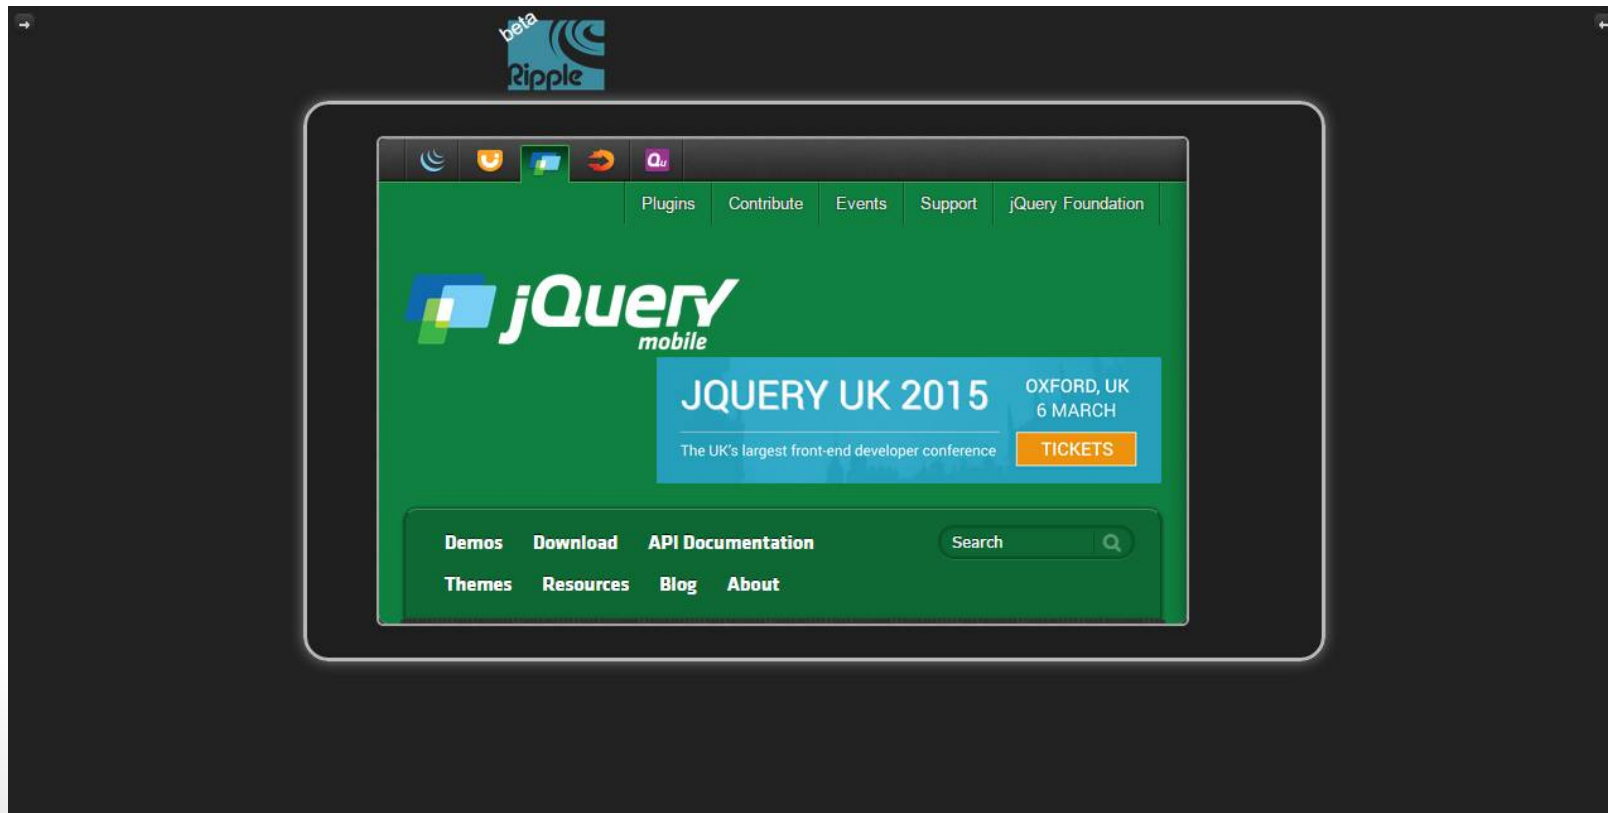 beta
Ripple
Qu
Plugins Contribute Events Support jQuery Foundation
jQuery
mobile
JQUERY UK 2015
OXFORD, UK
6 MARCH
The UK's largest front-end developer conference
TICKETS
Demos Download API Documentation Search
Themes Resources Blog About